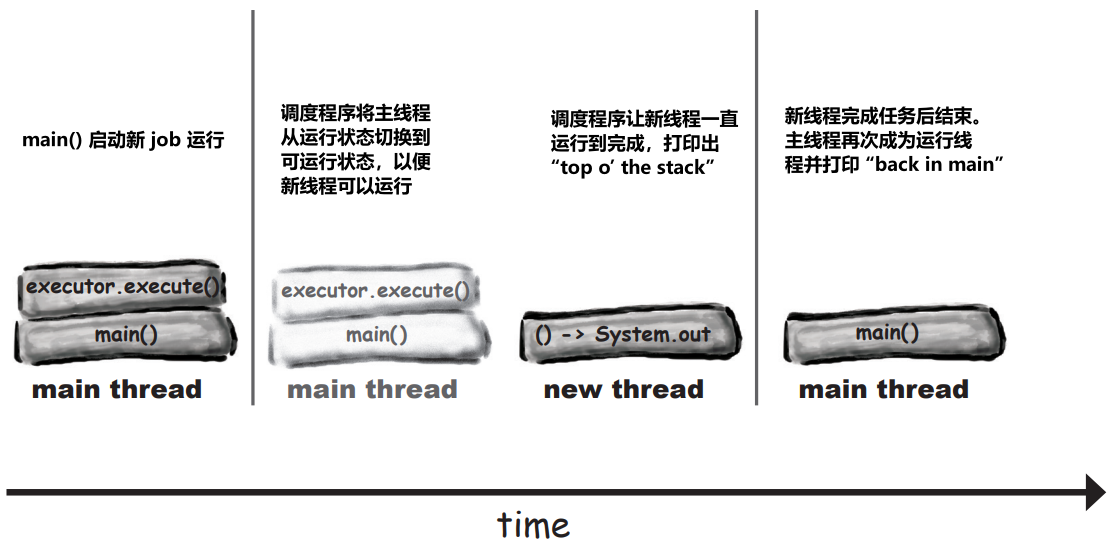 main() 启动新 job 运行
executor.execute()
main()
main thread
调度程序将主线程
从运行状态切换到
可运行状态，以便
新线程可以运行
executor.execute()
main()
main thread
调度程序让新线程一直
运行到完成，打印出
“top o’ the stack”
() -> System.out
new thread
新线程完成任务后结束。
主线程再次成为运行线
程并打印 “back in main”
main()
main thread
time